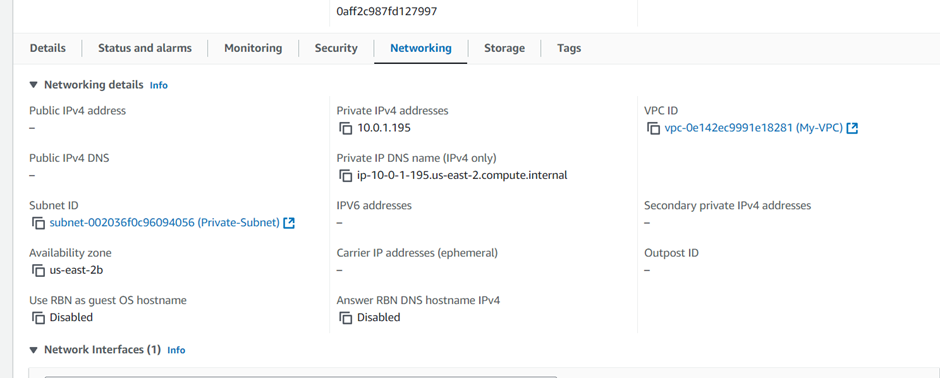 0aff2c987fd127997
Details Status and alarms Monitoring Security Networking Storage Tags
Networking details Info
Public IPv4 address
–
Private IPv4 addresses
10.0.1.195
VPC ID
vpc-0e142ec9991e18281 (My-VPC)
Public IPv4 DNS
–
Private IP DNS name (IPv4 only)
ip-10-0-1-195.us-east-2.compute.internal
Subnet ID
subnet-002036f0c96094056 (Private-Subnet)
IPV6 addresses
–
Secondary private IPv4 addresses
–
Availability zone
us-east-2b
Carrier IP addresses (ephemeral)
–
Outpost ID
–
Use RBN as guest OS hostname
Disabled
Answer RBN DNS hostname IPv4
Disabled
Network Interfaces (1) Info